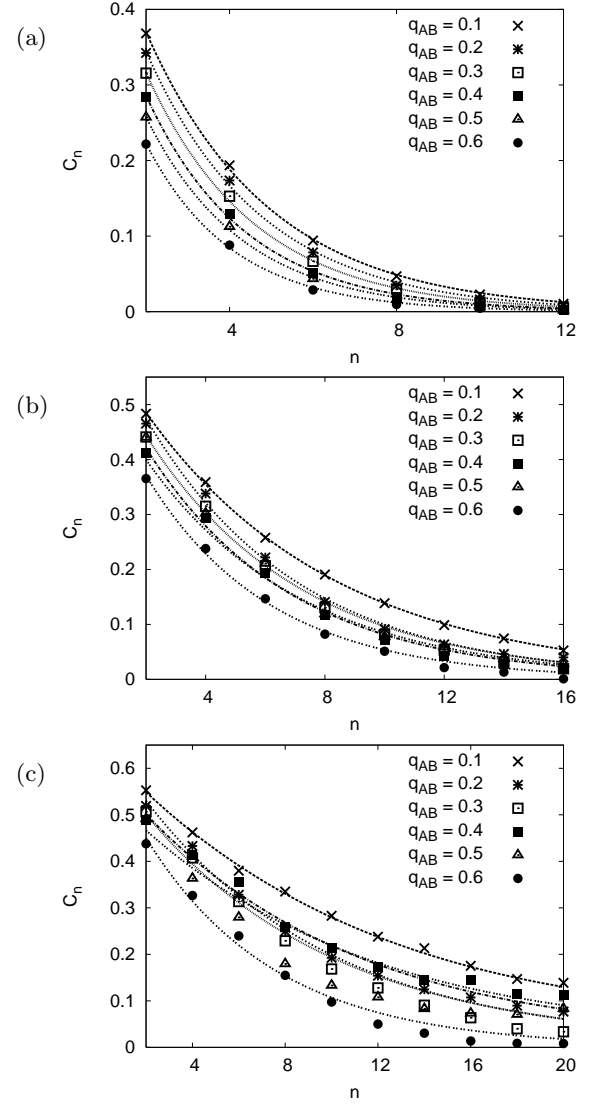 (a)
0.4
0.3
0.2
0.1
0
C_n
q_AB = 0.1
q_AB = 0.2
q_AB = 0.3
q_AB = 0.4
q_AB = 0.5
q_AB = 0.6
4
8
12
n
(b)
0.5
0.4
0.3
0.2
0.1
0
C_n
q_AB = 0.1
q_AB = 0.2
q_AB = 0.3
q_AB = 0.4
q_AB = 0.5
q_AB = 0.6
4
8
12
16
n
(c)
0.6
0.5
0.4
0.3
0.2
0.1
0
C_n
q_AB = 0.1
q_AB = 0.2
q_AB = 0.3
q_AB = 0.4
q_AB = 0.5
q_AB = 0.6
4
8
12
16
20
n